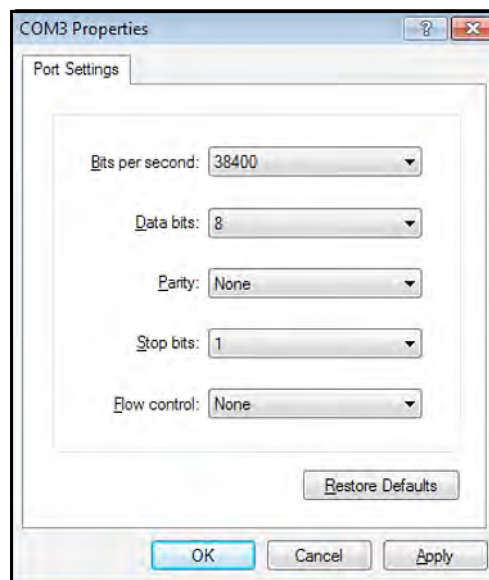 COM3 Properties
Port Settings
Bits per second: 38400
Data bits: 8
Parity: None
Stop bits: 1
Flow control: None
Restore Defaults
OK Cancel Apply